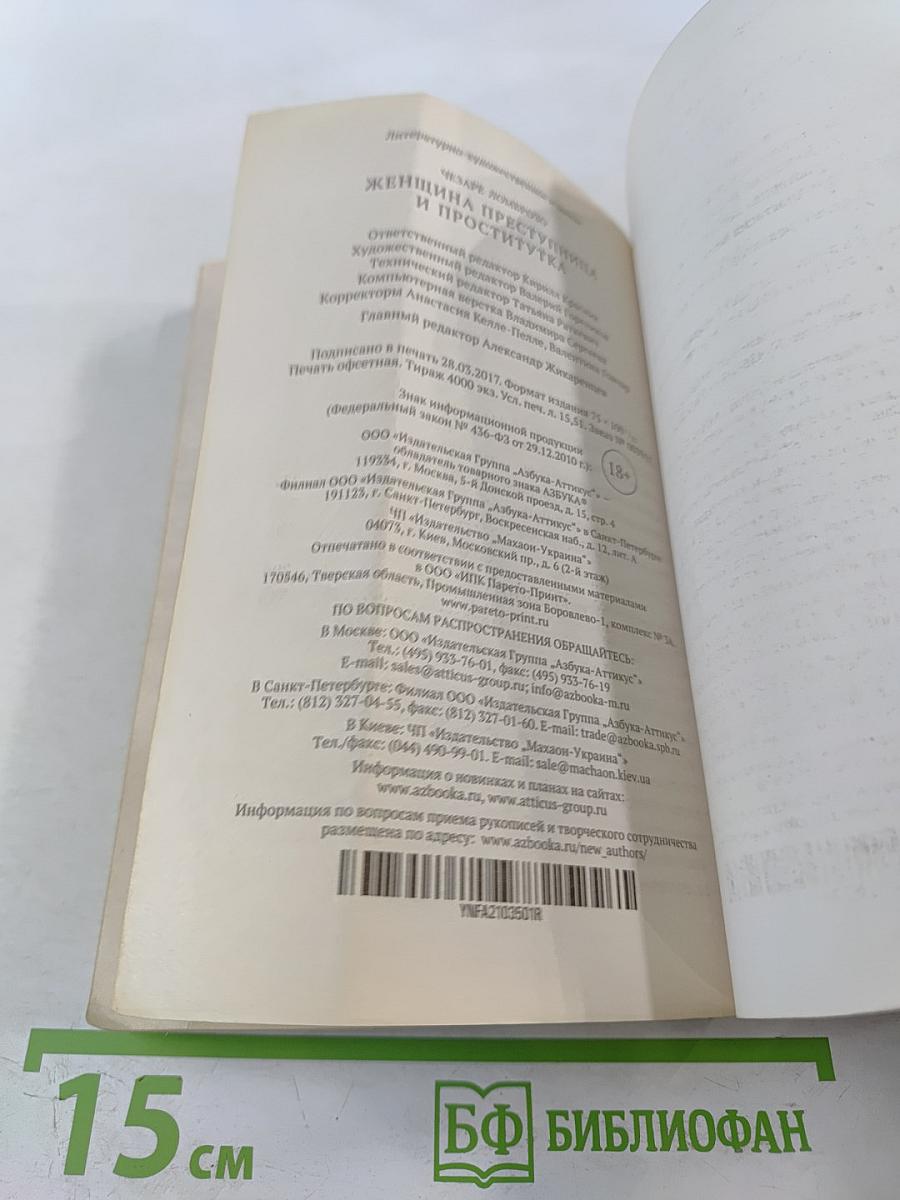 Литературно-художественное издание
ЧЕЗАРЕ ЛОМБРОЗО
ЖЕНЩИНА ПРЕСТУПНИЦА
И ПРОСТИТУТКА
Ответственный редактор Кирилл Красник
Художественный редактор Валерий Гореликов
Технический редактор Татьяна Раткевич
Компьютерная верстка Владимира Сергеева
Корректоры Анастасия Келле-Пелле, Валентина
Главный редактор Александр Жикаренцев
Подписано в печать 28.03.2017. Формат издания 75 × 100
Печать офсетная. Тираж 4000 экз. Усл. печ. л. 15,51. Заказ №
Знак информационной продукции
(Федеральный закон № 436-ФЗ от 29.12.2010 г.):
18+
ООО «Издательская Группа „Азбука-Аттикус“» —
обладатель товарного знака АЗБУКА®
119334, г. Москва, 5-й Донской проезд, д. 15, стр. 4
Филиал ООО «Издательская Группа „Азбука-Аттикус“» в Санкт-Петербурге
191123, г. Санкт-Петербург, Воскресенская наб., д. 12, лит. А
ЧП «Издательство „Махаон-Украина“»
04073, г. Киев, Московский пр., д. 6 (2-й этаж)
Отпечатано в соответствии с предоставленными материалами
в ООО «ИПК Парето-Принт».
170546, Тверская область, Промышленная зона Боровлево-1, комплекс № 3А,
www.pareto-print.ru
ПО ВОПРОСАМ РАСПРОСТРАНЕНИЯ ОБРАЩАЙТЕСЬ:
В Москве: ООО «Издательская Группа „Азбука-Аттикус“»
Тел.: (495) 933-76-01, факс: (495) 933-76-19
E-mail: sales@atticus-group.ru; info@azbooka-m.ru
В Санкт-Петербурге: Филиал ООО «Издательская Группа „Азбука-Аттикус“»
Тел.: (812) 327-04-55, факс: (812) 327-01-60. E-mail: trade@azbooka.spb.ru
В Киеве: ЧП «Издательство „Махаон-Украина“»
Тел./факс: (044) 490-99-01. E-mail: sale@machaon.kiev.ua
Информация о новинках и планах на сайтах:
www.azbooka.ru, www.atticus-group.ru
Информация по вопросам приема рукописей и творческого сотрудничества
размещена по адресу: www.azbooka.ru/new_authors/
YNFA2103501R
15 см
БФ БИБЛИОФАН